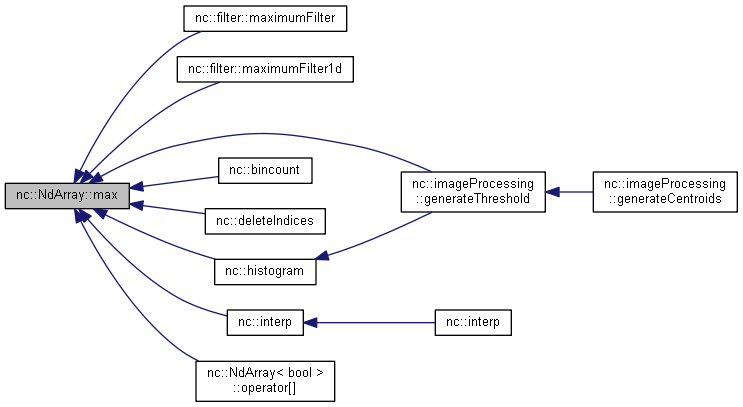 nc::filter::maximumFilter
nc::filter::maximumFilter1d
nc::bincount
nc::imageProcessing
::generateThreshold
nc::imageProcessing
::generateCentroids
nc::NdArray::max
nc::deleteIndices
nc::histogram
nc::interp
nc::interp
nc::NdArray< bool >
::operator[]